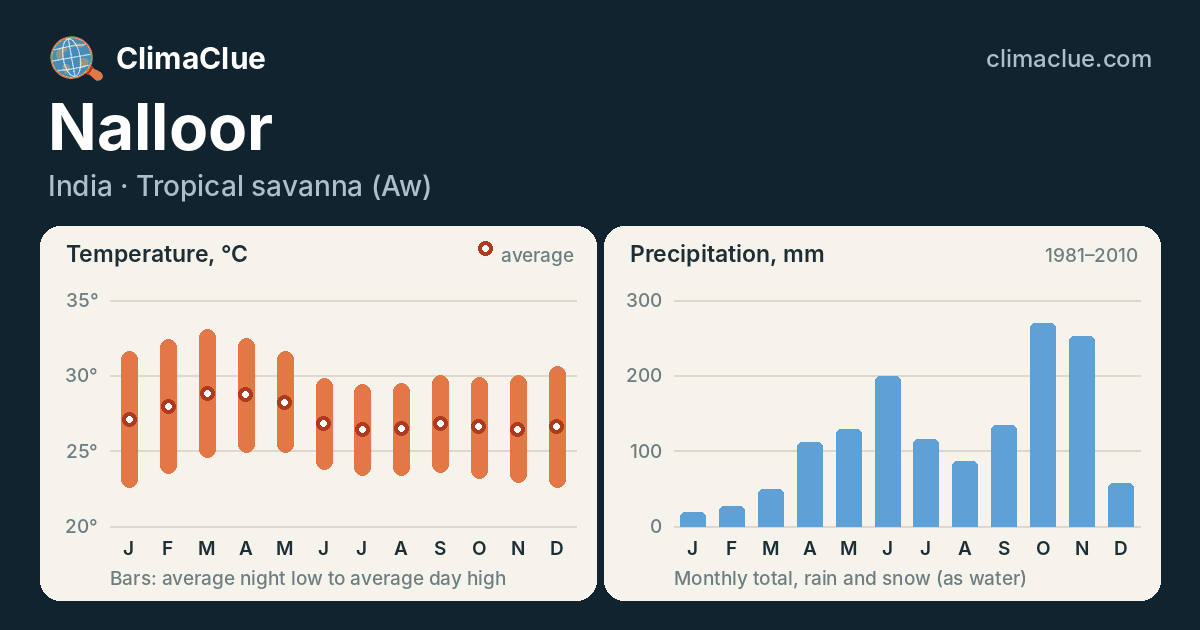 ClimaClue
climaclue.com
Nalloor
India · Tropical savanna (Aw)
Temperature, °C
average
35°
30°
25°
20°
J F M A M J J A S O N D
Bars: average night low to average day high
Precipitation, mm
1981–2010
300
200
100
0
J F M A M J J A S O N D
Monthly total, rain and snow (as water)